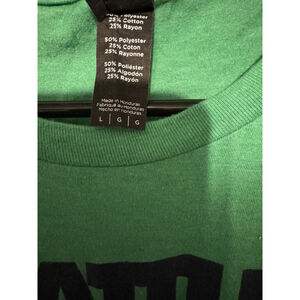 50% Polyester
25% Cotton
25% Rayon
50% Polyester
25% Coton
25% Rayonne
50% Poliéster
25% Algodón
25% Rayón
Made in Honduras
Fabriqué au Honduras
Hecho en Honduras
L | G | G